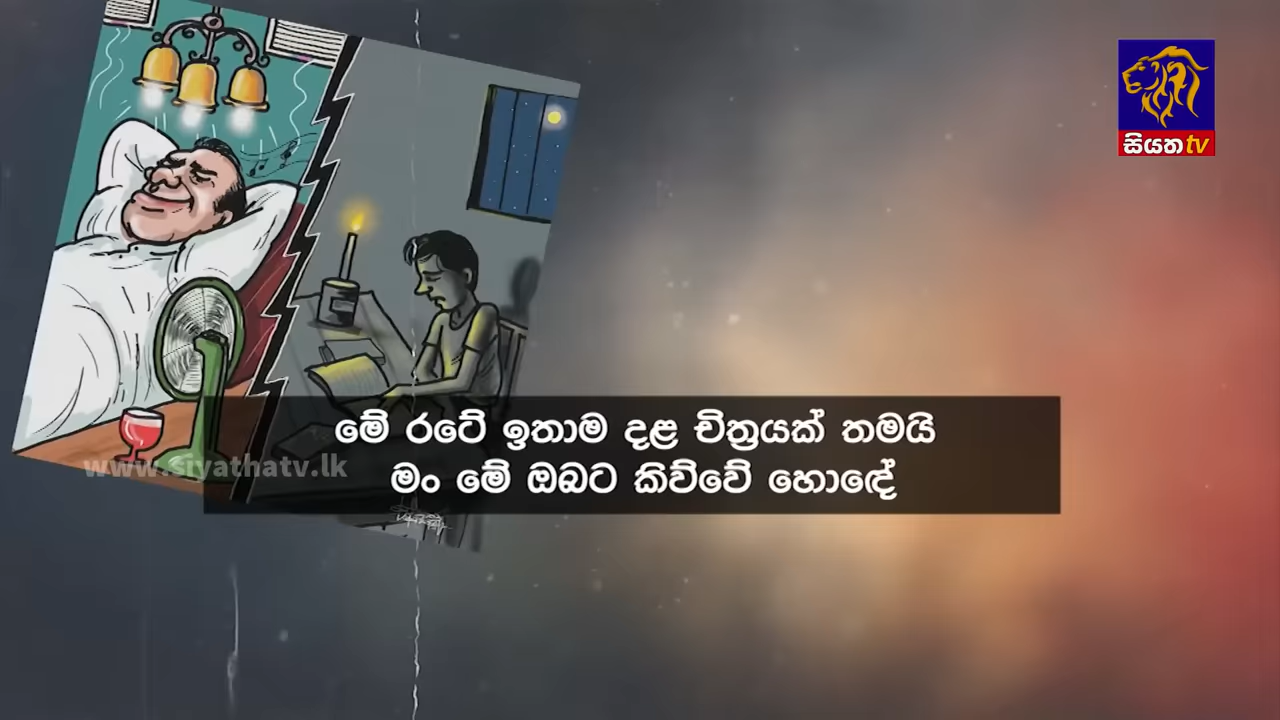 සියත tv
මේ රටේ ඉතාම දළ චිත්‍රයක් තමයි
මං මේ ඔබට කිව්වේ හොඳේ
www.siyathatv.lk